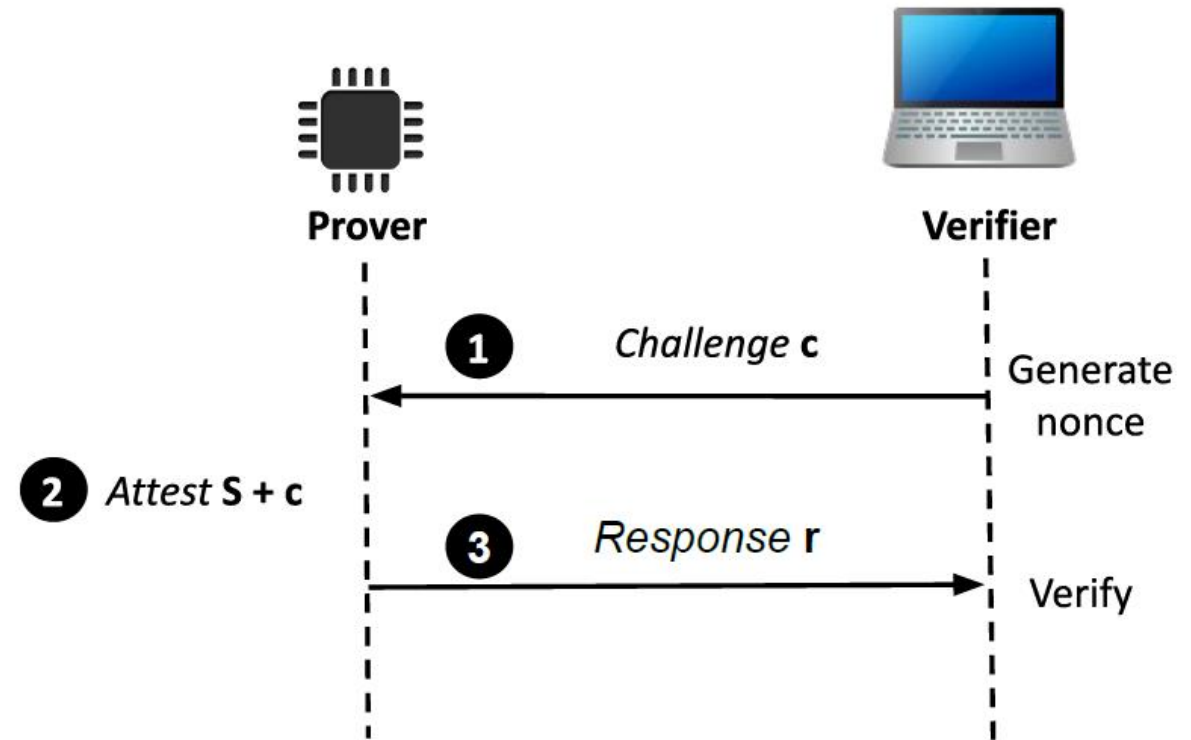 Prover
Verifier
1 Challenge c
Generate
nonce
2 Attest S + c
3 Response r
Verify